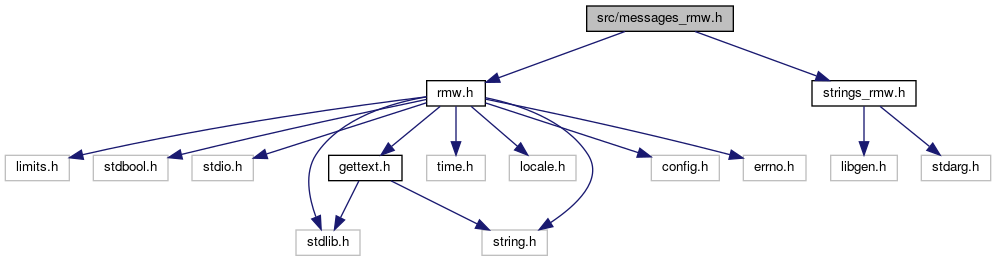 src/messages_rmw.h
rmw.h
strings_rmw.h
limits.h
stdbool.h
stdio.h
gettext.h
time.h
locale.h
config.h
errno.h
libgen.h
stdarg.h
stdlib.h
string.h